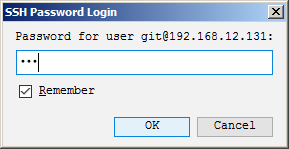 SSH Password Login
Password for user git@192.168.12.131:
•••
Remember
OK
Cancel